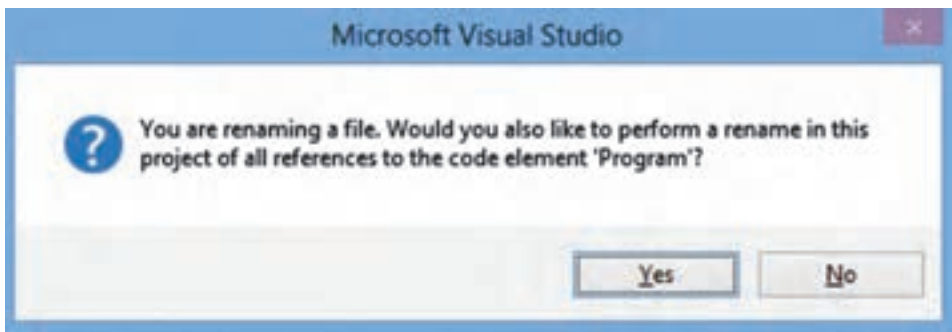 Microsoft Visual Studio
You are renaming a file. Would you also like to perform a rename in this
project of all references to the code element 'Program'?
Yes
No